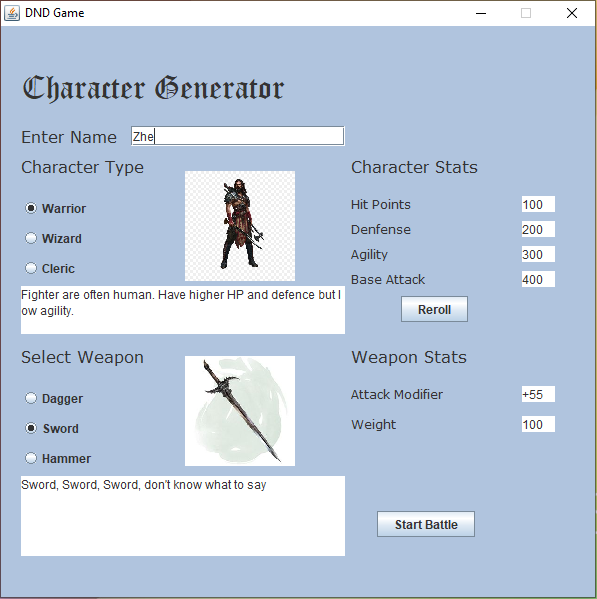 DND Game
Character Generator
Enter Name Zhe
Character Type
Warrior
Wizard
Cleric
Fighter are often human. Have higher HP and defence but l
ow agility.
Character Stats
Hit Points 100
Denfense 200
Agility 300
Base Attack 400
Reroll
Select Weapon
Dagger
Sword
Hammer
Sword, Sword, Sword, don't know what to say
Weapon Stats
Attack Modifier +55
Weight 100
Start Battle